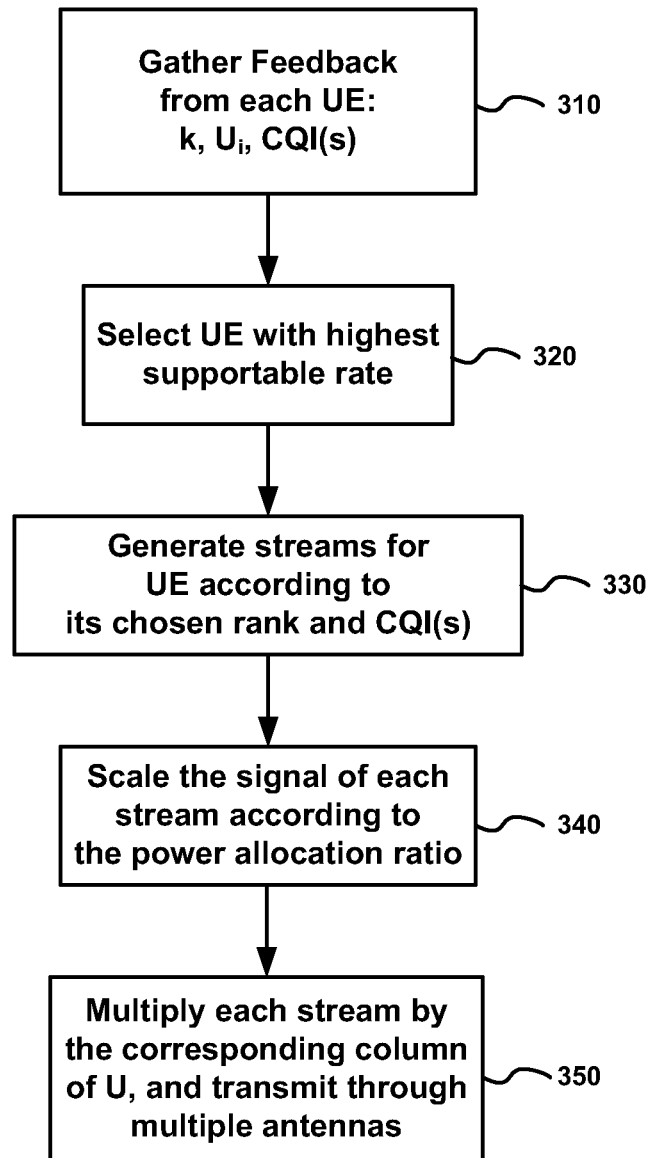 Gather Feedback
from each UE:
k, Uᵢ, CQI(s)
310
Select UE with highest
supportable rate
320
Generate streams for
UE according to
its chosen rank and CQI(s)
330
Scale the signal of each
stream according to
the power allocation ratio
340
Multiply each stream by
the corresponding column
of U, and transmit through
multiple antennas
350